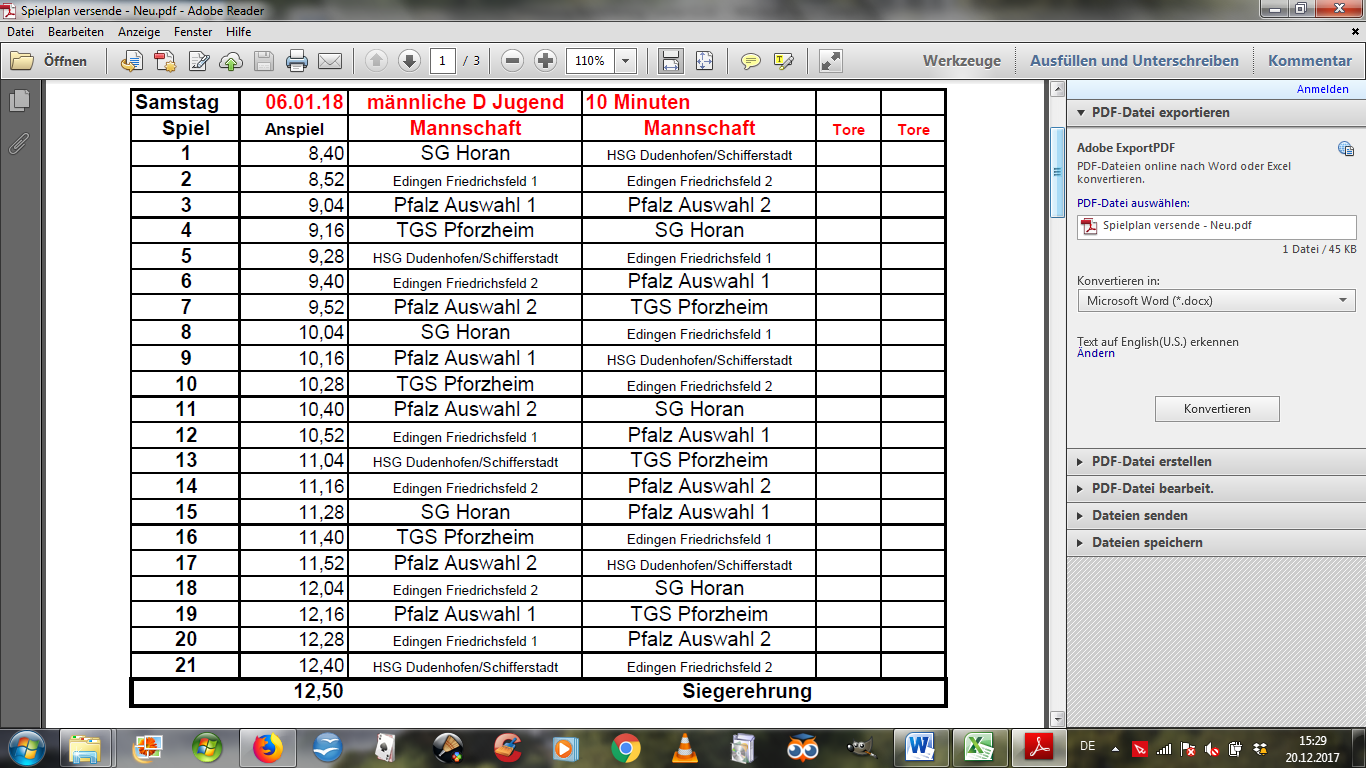 Spielplan versende - Neu.pdf - Adobe Reader
Datei Bearbeiten Anzeige Fenster Hilfe
Öffnen 1 / 3 110% Werkzeuge Ausfüllen und Unterschreiben Kommentar
Samstag 06.01.18 männliche D Jugend 10 Minuten
Spiel Anspiel Mannschaft Mannschaft Tore Tore
1 8,40 SG Horan HSG Dudenhofen/Schifferstadt
2 8,52 Edingen Friedrichsfeld 1 Edingen Friedrichsfeld 2
3 9,04 Pfalz Auswahl 1 Pfalz Auswahl 2
4 9,16 TGS Pforzheim SG Horan
5 9,28 HSG Dudenhofen/Schifferstadt Edingen Friedrichsfeld 1
6 9,40 Edingen Friedrichsfeld 2 Pfalz Auswahl 1
7 9,52 Pfalz Auswahl 2 TGS Pforzheim
8 10,04 SG Horan Edingen Friedrichsfeld 1
9 10,16 Pfalz Auswahl 1 HSG Dudenhofen/Schifferstadt
10 10,28 TGS Pforzheim Edingen Friedrichsfeld 2
11 10,40 Pfalz Auswahl 2 SG Horan
12 10,52 Edingen Friedrichsfeld 1 Pfalz Auswahl 1
13 11,04 HSG Dudenhofen/Schifferstadt TGS Pforzheim
14 11,16 Edingen Friedrichsfeld 2 Pfalz Auswahl 2
15 11,28 SG Horan Pfalz Auswahl 1
16 11,40 TGS Pforzheim Edingen Friedrichsfeld 1
17 11,52 Pfalz Auswahl 2 HSG Dudenhofen/Schifferstadt
18 12,04 Edingen Friedrichsfeld 2 SG Horan
19 12,16 Pfalz Auswahl 1 TGS Pforzheim
20 12,28 Edingen Friedrichsfeld 1 Pfalz Auswahl 2
21 12,40 HSG Dudenhofen/Schifferstadt Edingen Friedrichsfeld 2
12,50 Siegerehrung
Anmelden
PDF-Datei exportieren
Adobe ExportPDF
PDF-Dateien online nach Word oder Excel
konvertieren.
PDF-Datei auswählen:
Spielplan versende - Neu.pdf
1 Datei / 45 KB
Konvertieren in:
Microsoft Word (*.docx)
Text auf English(U.S.) erkennen
Ändern
Konvertieren
PDF-Datei erstellen
PDF-Datei bearbeit.
Dateien senden
Dateien speichern
DE 15:29
20.12.2017